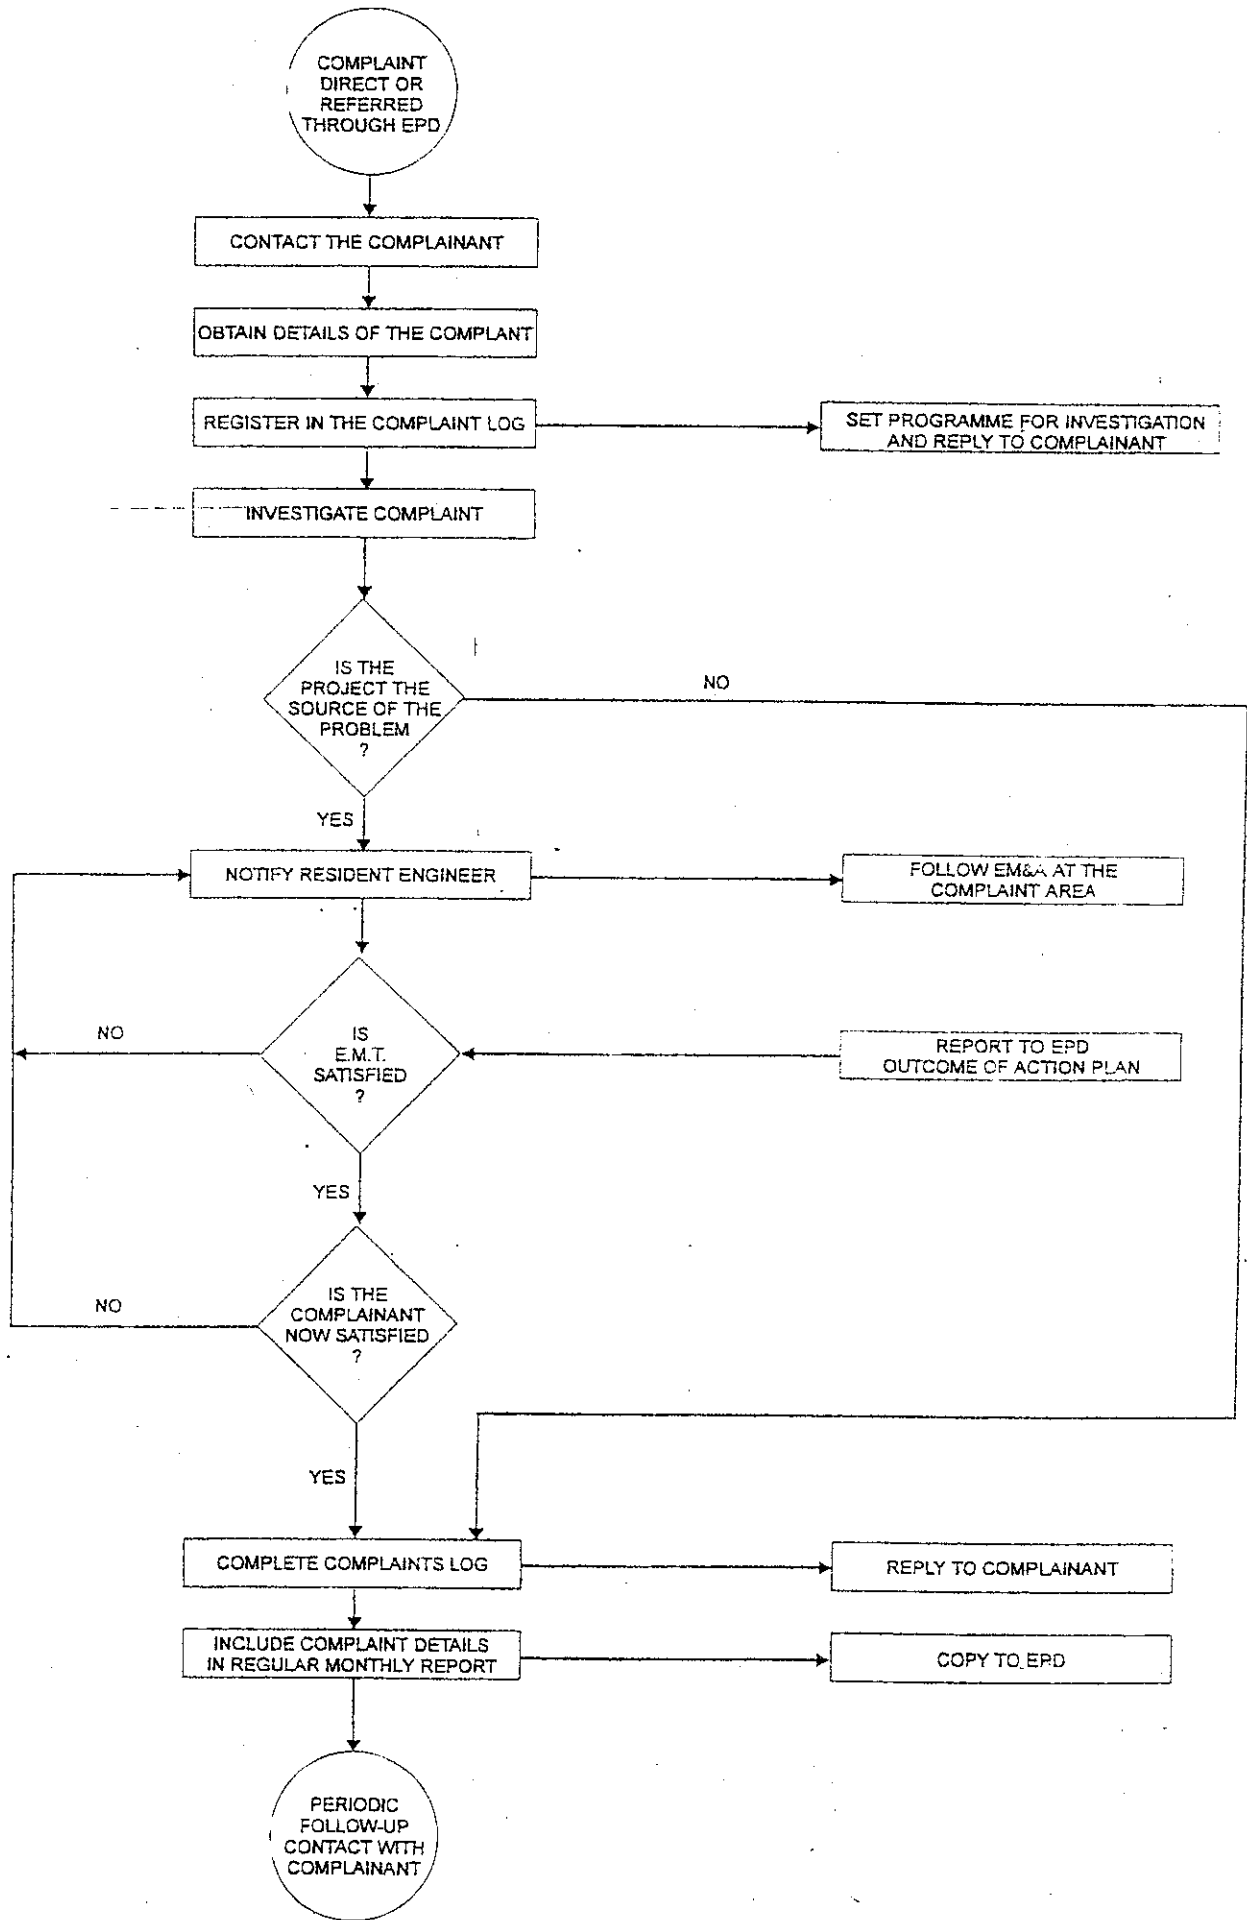 COMPLAINT
DIRECT OR
REFERRED
THROUGH EPD
CONTACT THE COMPLAINANT
OBTAIN DETAILS OF THE COMPLANT
REGISTER IN THE COMPLAINT LOG
SET PROGRAMME FOR INVESTIGATION
AND REPLY TO COMPLAINANT
INVESTIGATE COMPLAINT
IS THE
PROJECT THE
SOURCE OF THE
PROBLEM
?
NO
YES
NOTIFY RESIDENT ENGINEER
FOLLOW EM&A AT THE
COMPLAINT AREA
IS
E.M.T.
SATISFIED
?
NO
REPORT TO EPD
OUTCOME OF ACTION PLAN
YES
IS THE
COMPLAINANT
NOW SATISFIED
?
NO
YES
COMPLETE COMPLAINTS LOG
REPLY TO COMPLAINANT
INCLUDE COMPLAINT DETAILS
IN REGULAR MONTHLY REPORT
COPY TO EPD
PERIODIC
FOLLOW-UP
CONTACT WITH
COMPLAINANT